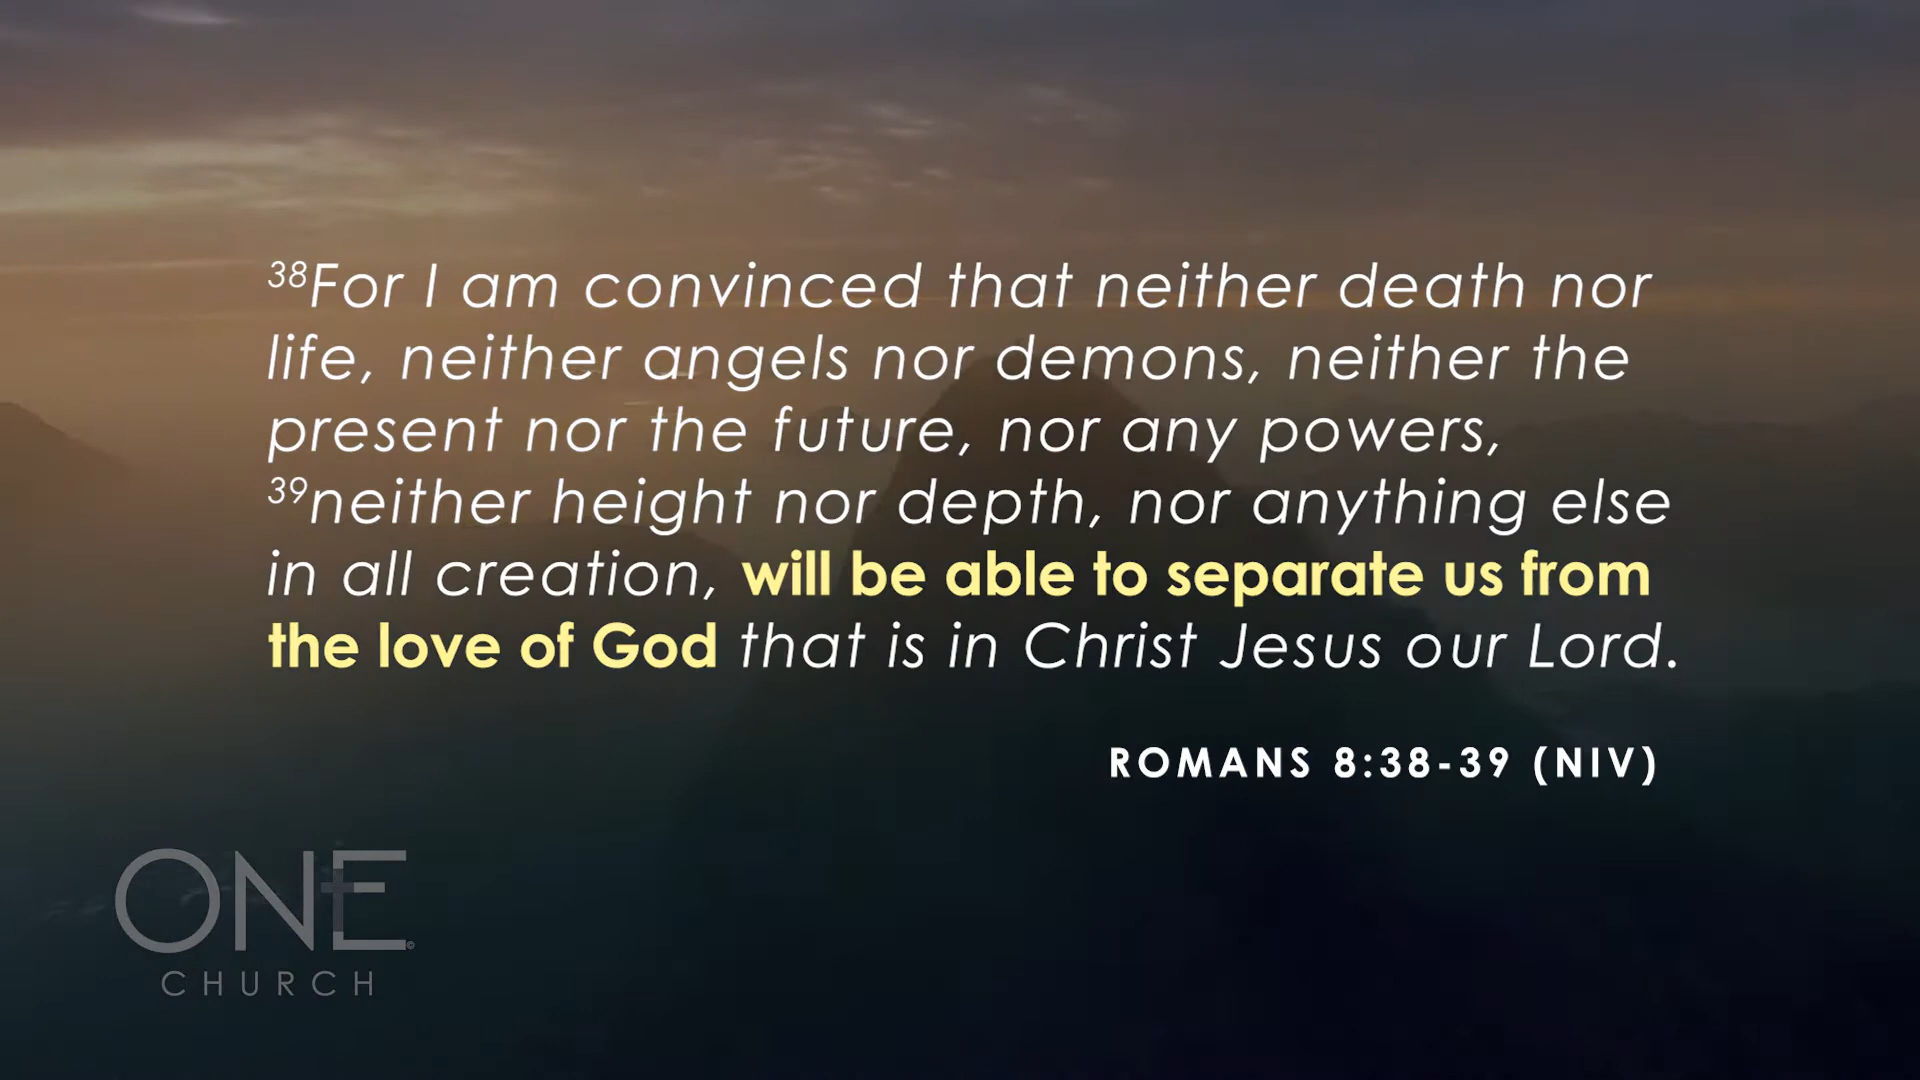 ³⁸For I am convinced that neither death nor
life, neither angels nor demons, neither the
present nor the future, nor any powers,
³⁹neither height nor depth, nor anything else
in all creation, will be able to separate us from
the love of God that is in Christ Jesus our Lord.
ROMANS 8:38-39 (NIV)
ONE©
CHURCH